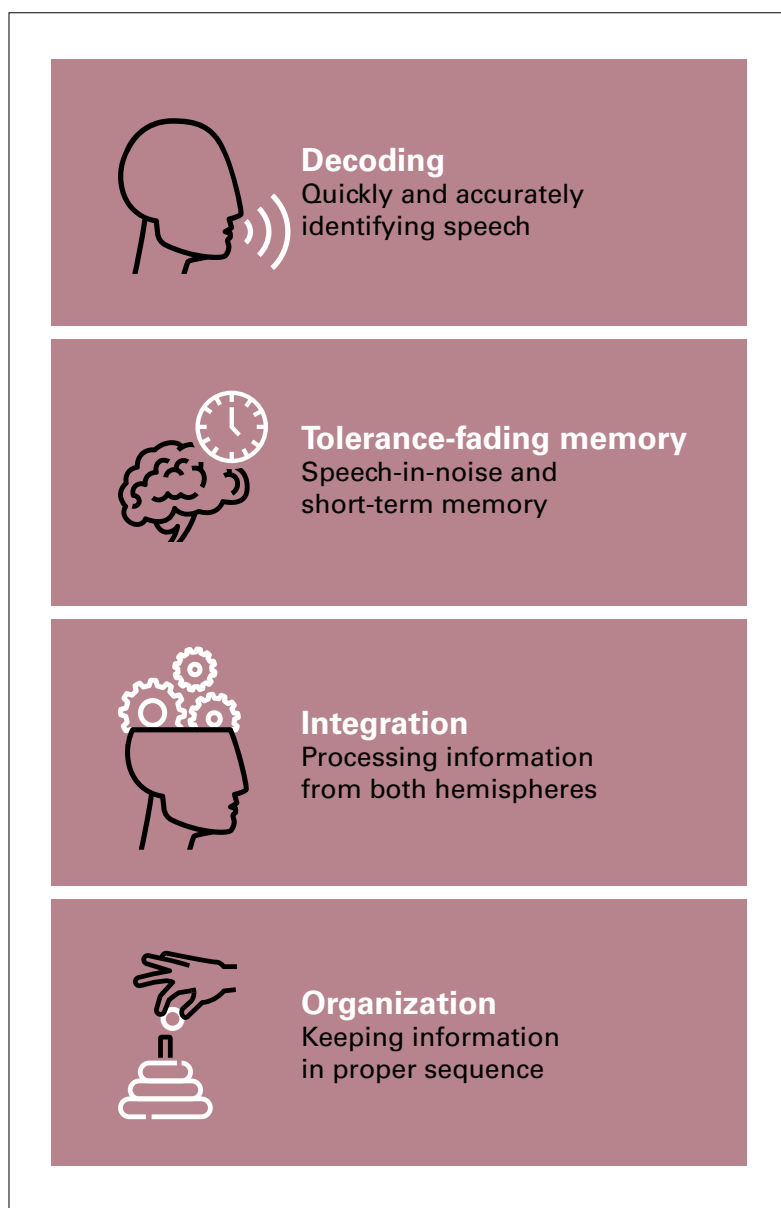 Decoding
Quickly and accurately
identifying speech
Tolerance-fading memory
Speech-in-noise and
short-term memory
Integration
Processing information
from both hemispheres
Organization
Keeping information
in proper sequence